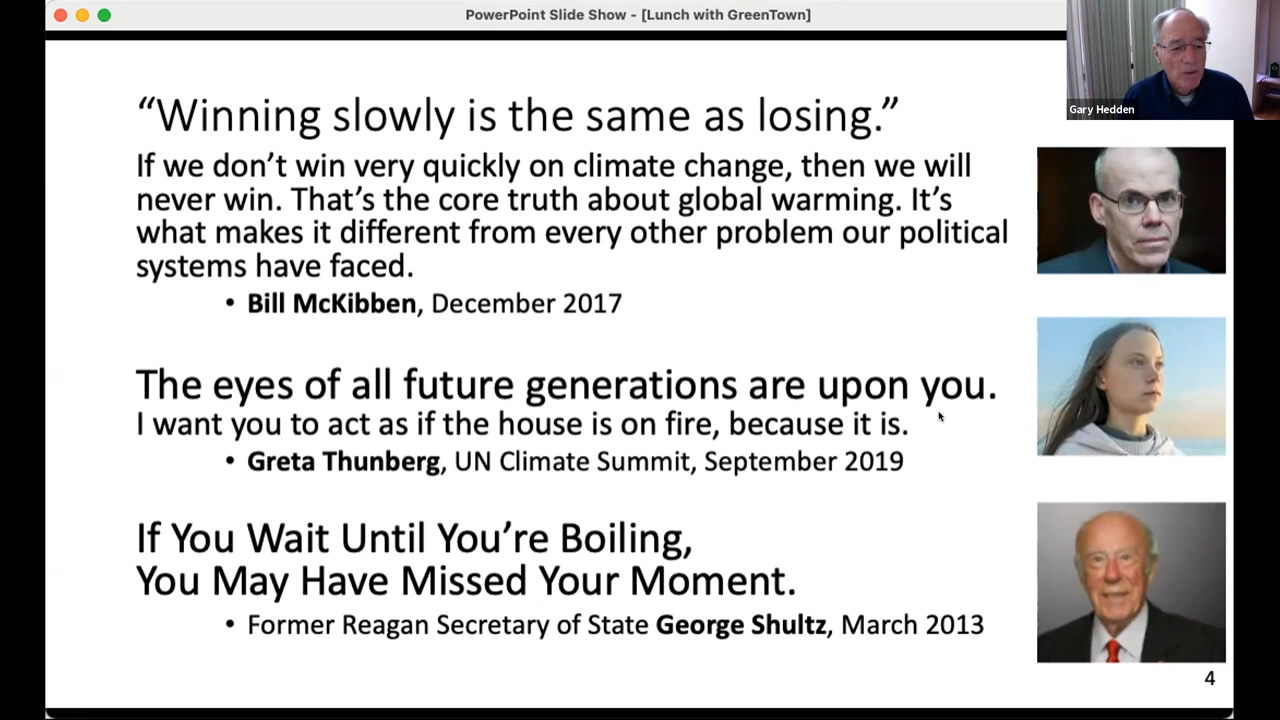 PowerPoint Slide Show - [Lunch with GreenTown]
Gary Hedden
“Winning slowly is the same as losing.”
If we don’t win very quickly on climate change, then we will
never win. That’s the core truth about global warming. It’s
what makes it different from every other problem our political
systems have faced.
• Bill McKibben, December 2017
The eyes of all future generations are upon you.
I want you to act as if the house is on fire, because it is.
• Greta Thunberg, UN Climate Summit, September 2019
If You Wait Until You’re Boiling,
You May Have Missed Your Moment.
• Former Reagan Secretary of State George Shultz, March 2013
4